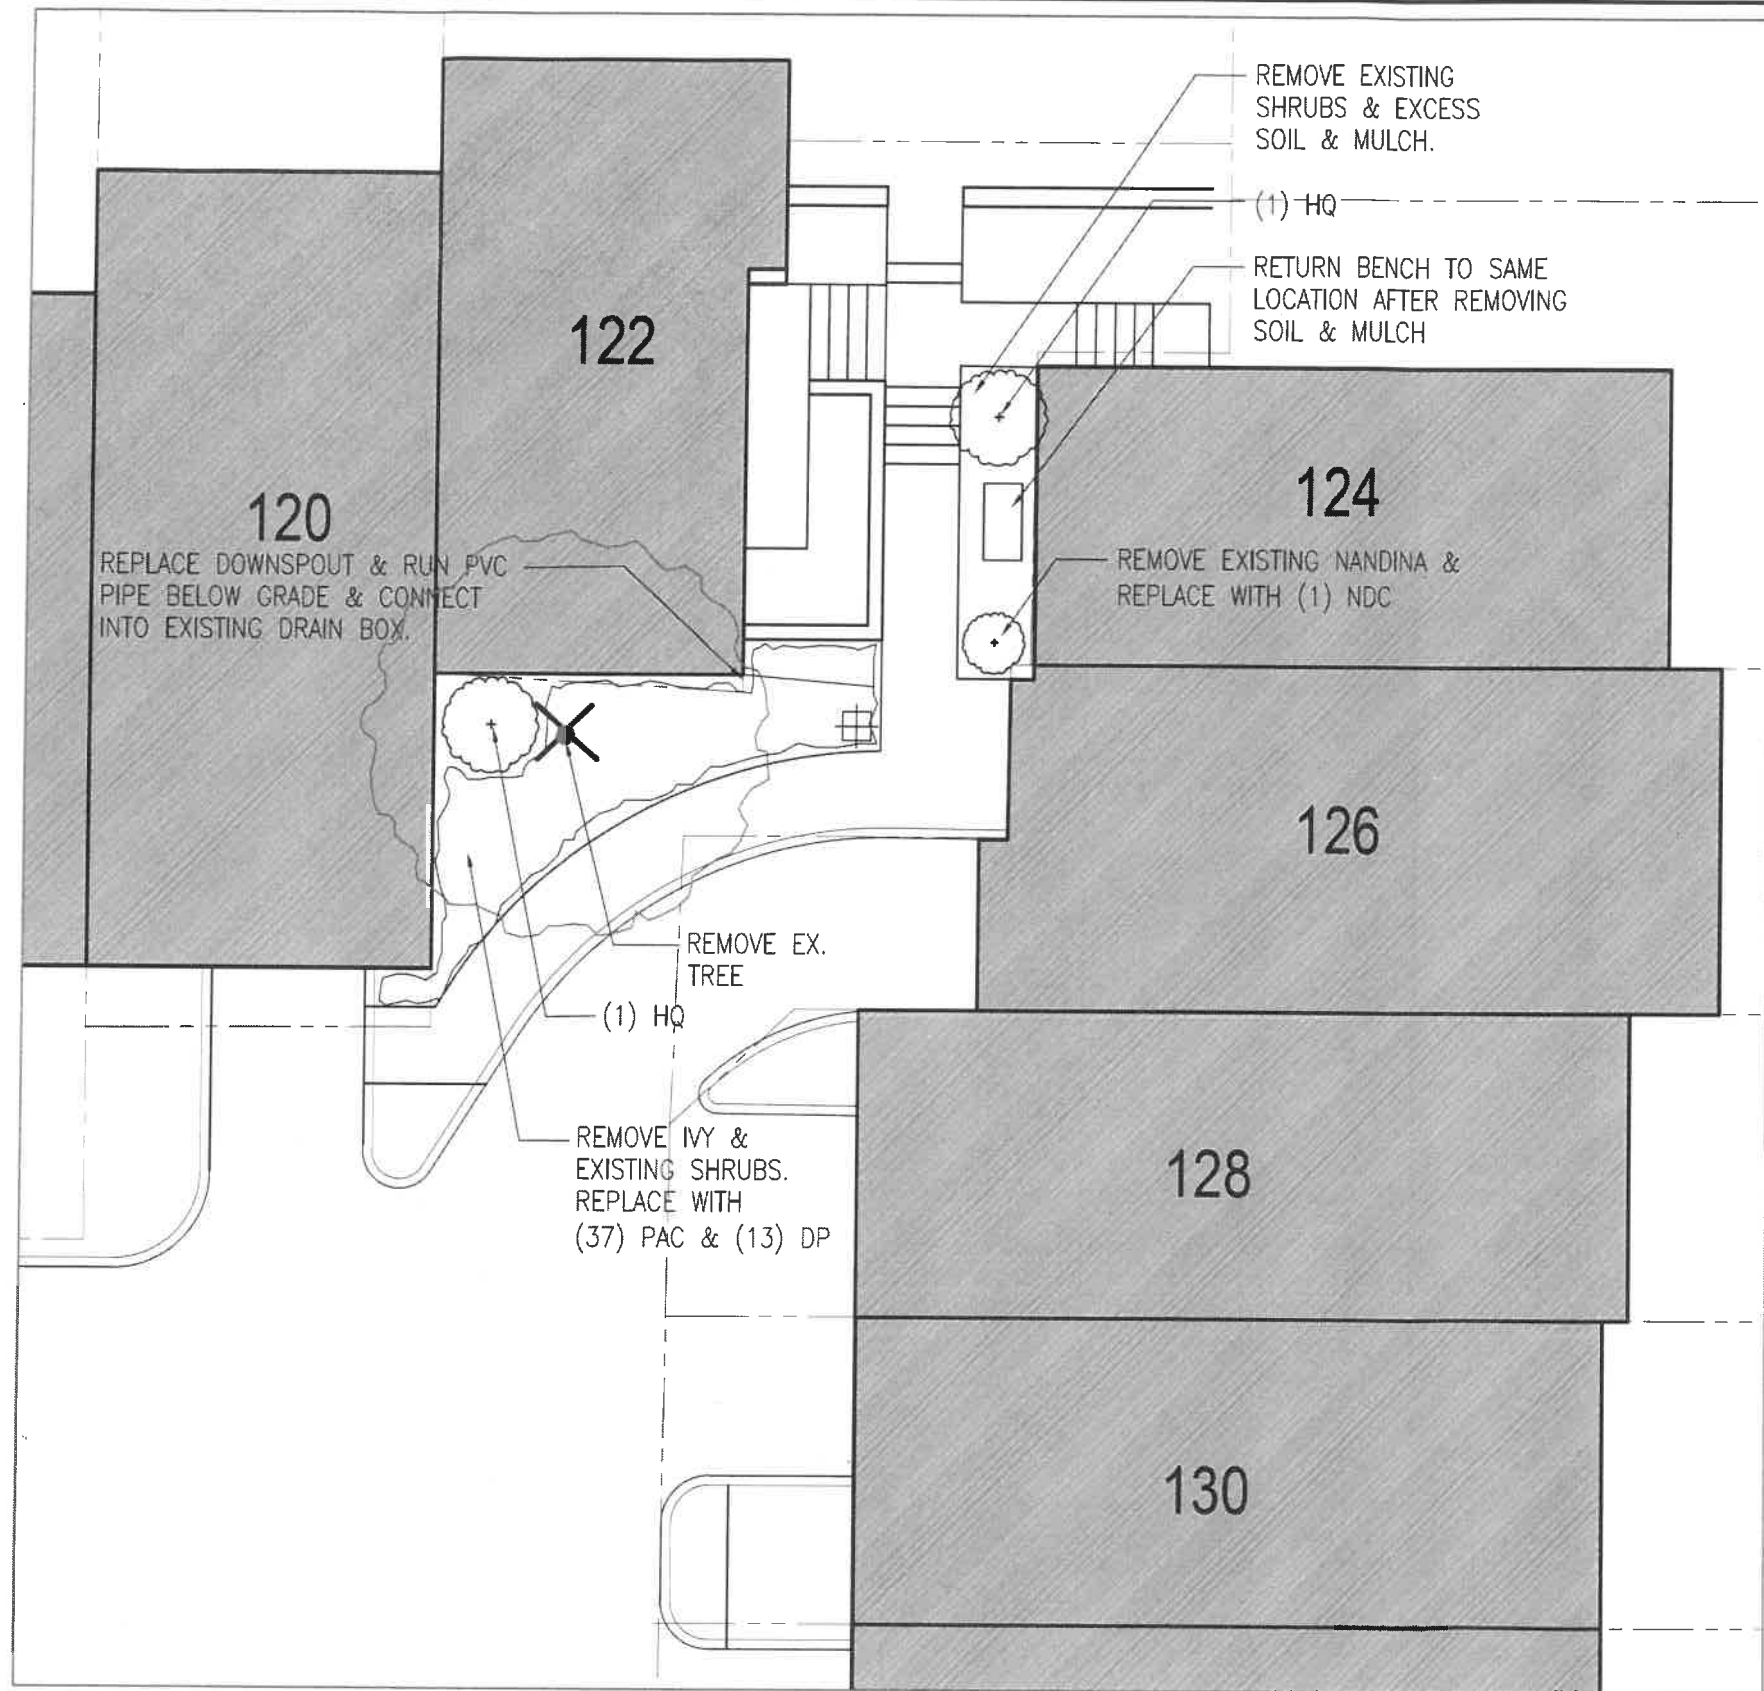 REMOVE EXISTING
SHRUBS & EXCESS
SOIL & MULCH.
(1) HQ
RETURN BENCH TO SAME
LOCATION AFTER REMOVING
SOIL & MULCH
122
124
120
REPLACE DOWNSPOUT & RUN PVC
PIPE BELOW GRADE & CONNECT
INTO EXISTING DRAIN BOX.
REMOVE EXISTING NANDINA &
REPLACE WITH (1) NDC
126
REMOVE EX.
TREE
(1) HQ
REMOVE IVY &
EXISTING SHRUBS.
REPLACE WITH
(37) PAC & (13) DP
128
130